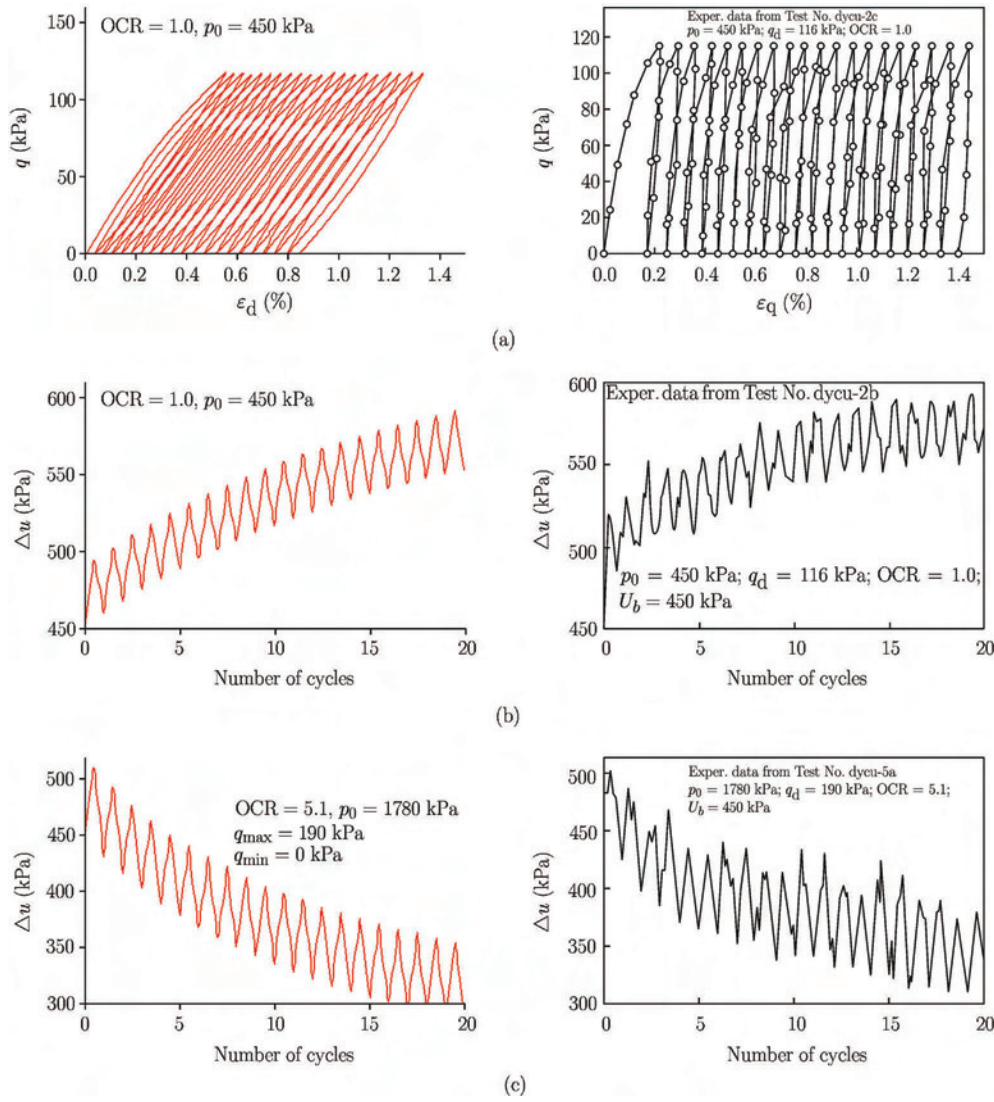 OCR = 1.0, p0 = 450 kPa
150
100
50
0
q (kPa)
0.0 0.2 0.4 0.6 0.8 1.0 1.2 1.4
εd (%)
Exper. data from Test No. dycu-2c
p0 = 450 kPa; qd = 116 kPa; OCR = 1.0
120
100
80
60
40
20
0
q (kPa)
0.0 0.2 0.4 0.6 0.8 1.0 1.2 1.4
εq (%)
(a)
OCR = 1.0, p0 = 450 kPa
600
550
500
450
△u (kPa)
0 5 10 15 20
Number of cycles
Exper. data from Test No. dycu-2b
600
550
500
450
△u (kPa)
p0 = 450 kPa; qd = 116 kPa; OCR = 1.0;
Ub = 450 kPa
0 5 10 15 20
Number of cycles
(b)
500
450
400
350
300
△u (kPa)
OCR = 5.1, p0 = 1780 kPa
qmax = 190 kPa
qmin = 0 kPa
0 5 10 15 20
Number of cycles
Exper. data from Test No. dycu-5a
p0 = 1780 kPa; qd = 190 kPa; OCR = 5.1;
Ub = 450 kPa
500
450
400
350
300
△u (kPa)
0 5 10 15 20
Number of cycles
(c)